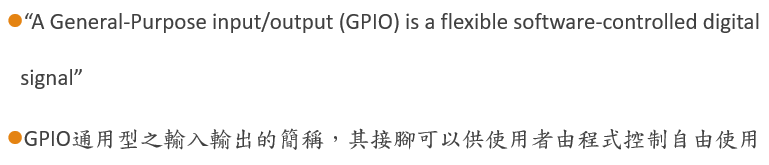 ●“A General-Purpose input/output (GPIO) is a flexible software-controlled digital
signal”
●GPIO通用型之輸入輸出的簡稱，其接腳可以供使用者由程式控制自由使用